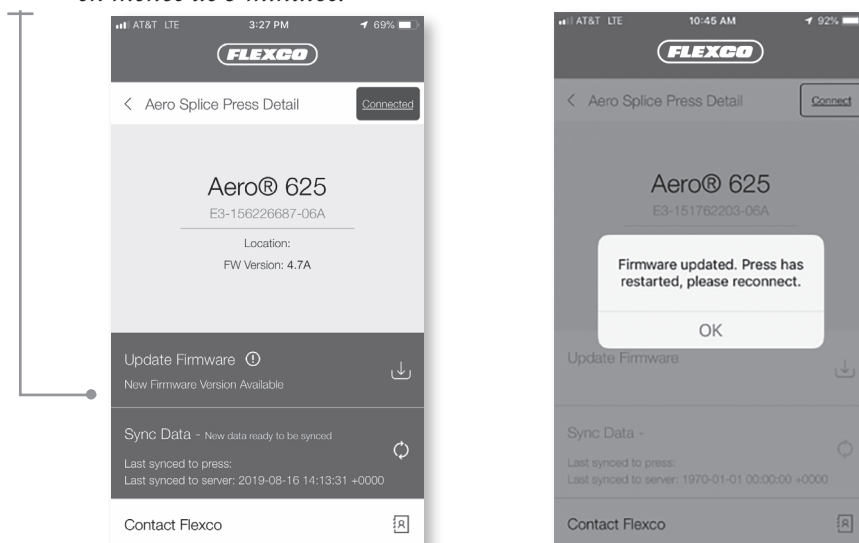 AT&T LTE 3:27 PM 69%
FLEXCO
Aero Splice Press Detail Connected
Aero® 625
E3-156226687-06A
Location:
FW Version: 4.7A
Update Firmware
New Firmware Version Available
Sync Data - New data ready to be synced
Last synced to press:
Last synced to server: 2019-08-16 14:13:31 +0000
Contact Flexco
AT&T LTE 10:45 AM 92%
FLEXCO
Aero Splice Press Detail Connect
Aero® 625
E3-151762203-06A
Firmware updated. Press has
restarted, please reconnect.
OK
Update Firmware
Sync Data -
Last synced to press:
Last synced to server: 1970-01-01 00:00:00 +0000
Contact Flexco